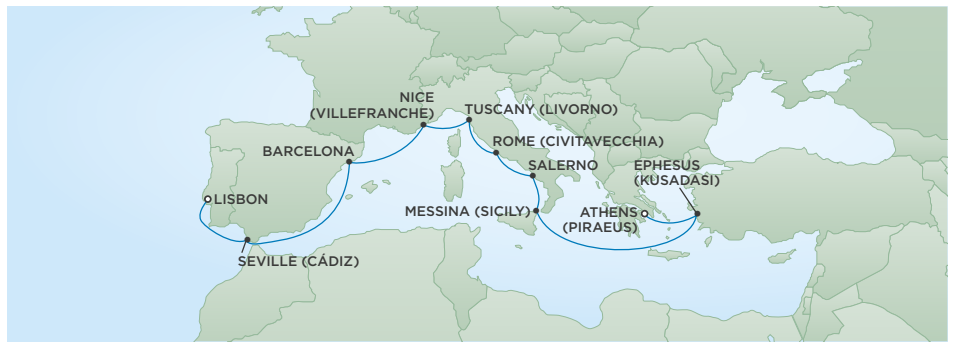 NICE
(VILLEFRANCHE)
TUSCANY (LIVORNO)
ROME (CIVITAVECCHIA)
BARCELONA
SALERNO
EPHESUS
(KUSADASI)
LISBON
MESSINA (SICILY)
ATHENS
(PIRAEUS)
SEVILLE (CÁDIZ)